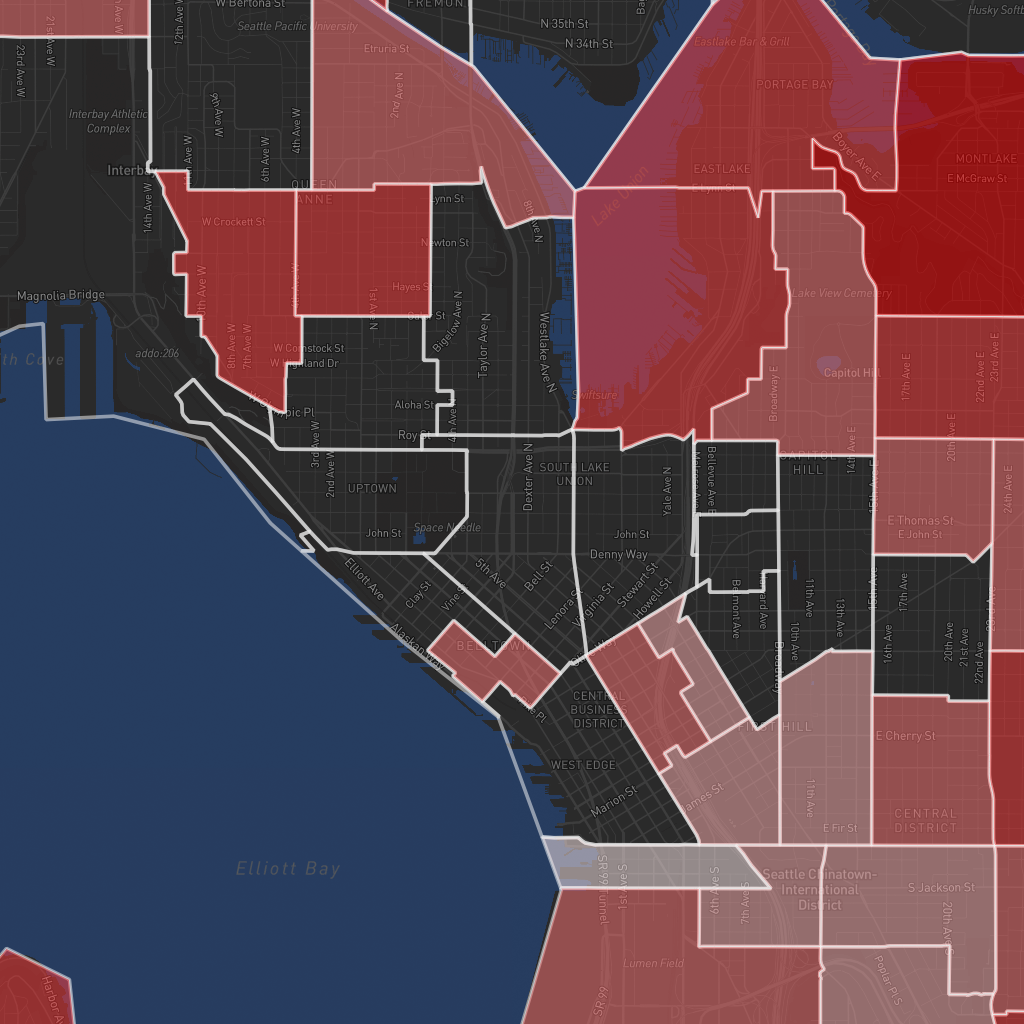 W Bertona St
FREMON
Seattle Pacific University
N 35th St
N 34th St
Husky Softb
21st Ave W
12th Ave W
Etruria St
Eastlake Bar & Grill
23rd Ave W
2nd Ave N
PORTAGE BAY
9th Ave W
Interbay Athletic
Complex
4th Ave W
6th Ave W
Boyer Ave E
MONTLAKE
Interbay
EASTLAKE
E McGraw St
QUEEN
ANNE
E Lynn St
Lynn St
14th Ave W
W Crockett St
8th Ave N
Lake Union
Newton St
Magnolia Bridge
10th Ave W
Hayes St
Lake View Cemetery
1st Ave N
Bigelow Ave N
Taylor Ave N
Westlake Ave N
th Cove
addo:206
8th Ave W
7th Ave W
W Comstock St
W Highland Dr
Capitol Hill
17th Ave E
22nd Ave E
23rd Ave E
Broadway E
Swiftsure
Aloha St
4th Ave N
W Olympic Pl
Roy St
3rd Ave W
2nd Ave W
20th Ave E
14th Ave E
15th Ave E
CAPITOL
HILL
Bellevue Ave E
Melrose Ave E
Dexter Ave N
SOUTH LAKE
UNION
Yale Ave N
24th Ave E
UPTOWN
Space Needle
John St
John St
E Thomas St
E John St
Denny Way
Elliott Ave
5th Ave
Bell St
Clay St
Vine St
Lenora St
Virginia St
Stewart St
Howell St
Belmont Ave
Harvard Ave
11th Ave
13th Ave
15th Ave
17th Ave
10th Ave
16th Ave
20th Ave
21st Ave
22nd Ave
Broadway
Alaskan Way
BELLTOWN
Pike Pl
CENTRAL
BUSINESS
DISTRICT
FIRST HILL
E Cherry St
WEST EDGE
Marion St
James St
11th Ave
CENTRAL
DISTRICT
E Fir St
Elliott Bay
SR 99 Tunnel
1st Ave S
6th Ave S
7th Ave S
Seattle Chinatown-
International
District
S Jackson St
20th Ave S
Lumen Field
Poplar Pl S
SR 99
Harbor Av